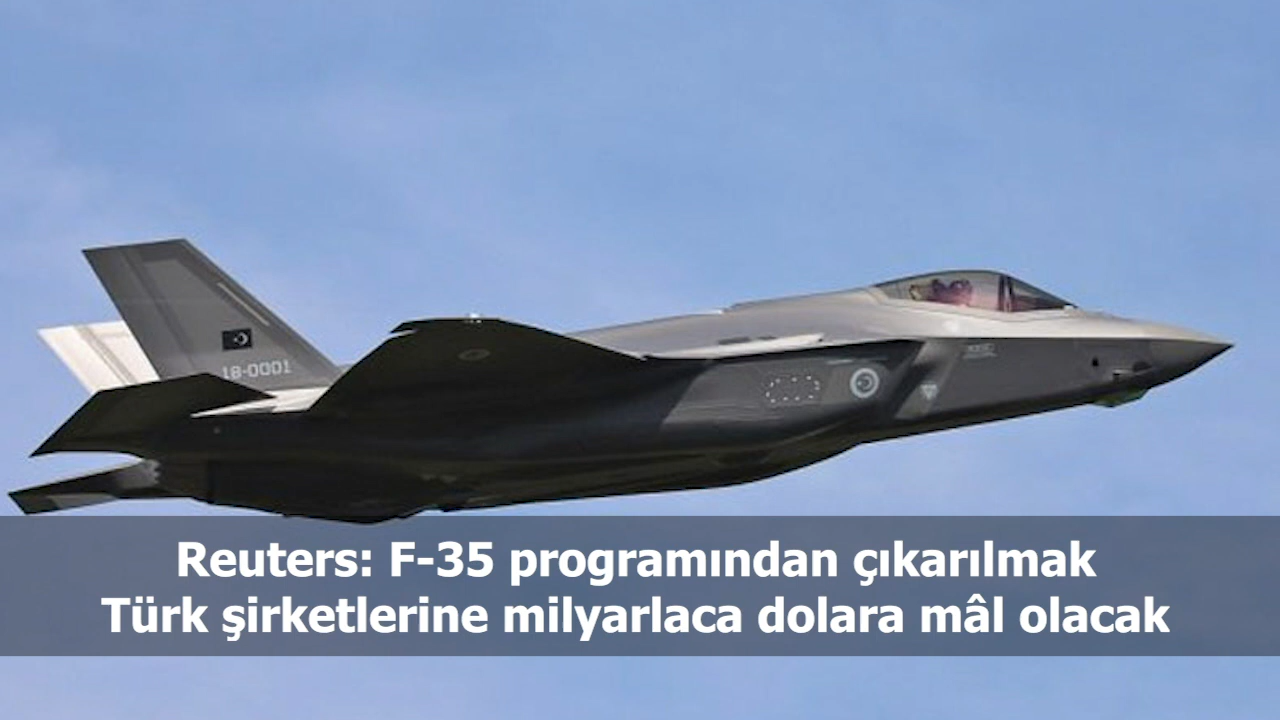 18-0001
Reuters: F-35 programından çıkarılmak
Türk şirketlerine milyarlaca dolara mâl olacak